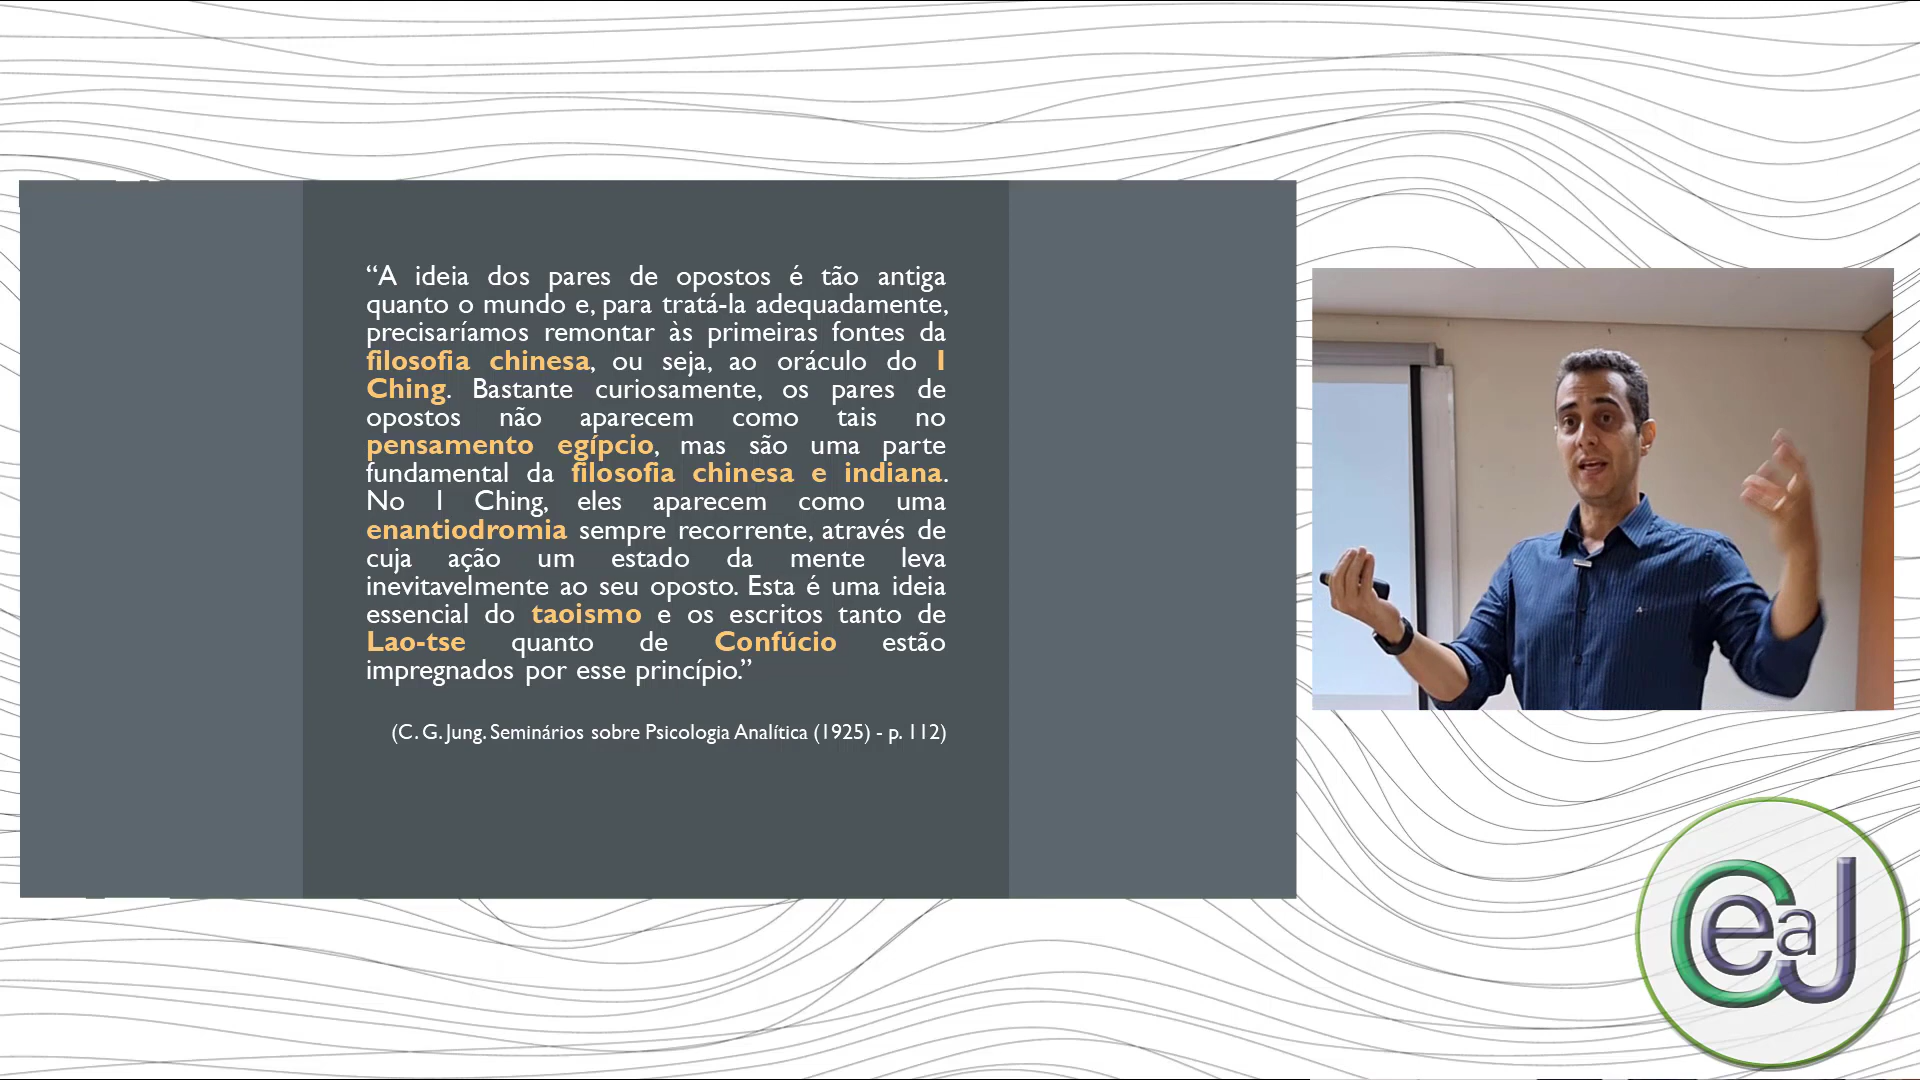 “A ideia dos pares de opostos é tão antiga
quanto o mundo e, para tratá-la adequadamente,
precisaríamos remontar às primeiras fontes da
filosofia chinesa, ou seja, ao oráculo do I
Ching. Bastante curiosamente, os pares de
opostos não aparecem como tais no
pensamento egípcio, mas são uma parte
fundamental da filosofia chinesa e indiana.
No I Ching, eles aparecem como uma
enantiodromia sempre recorrente, através de
cuja ação um estado da mente leva
inevitavelmente ao seu oposto. Esta é uma ideia
essencial do taoismo e os escritos tanto de
Lao-tse quanto de Confúcio estão
impregnados por esse princípio.”
(C. G. Jung. Seminários sobre Psicologia Analítica (1925) - p. 112)
CeaJ